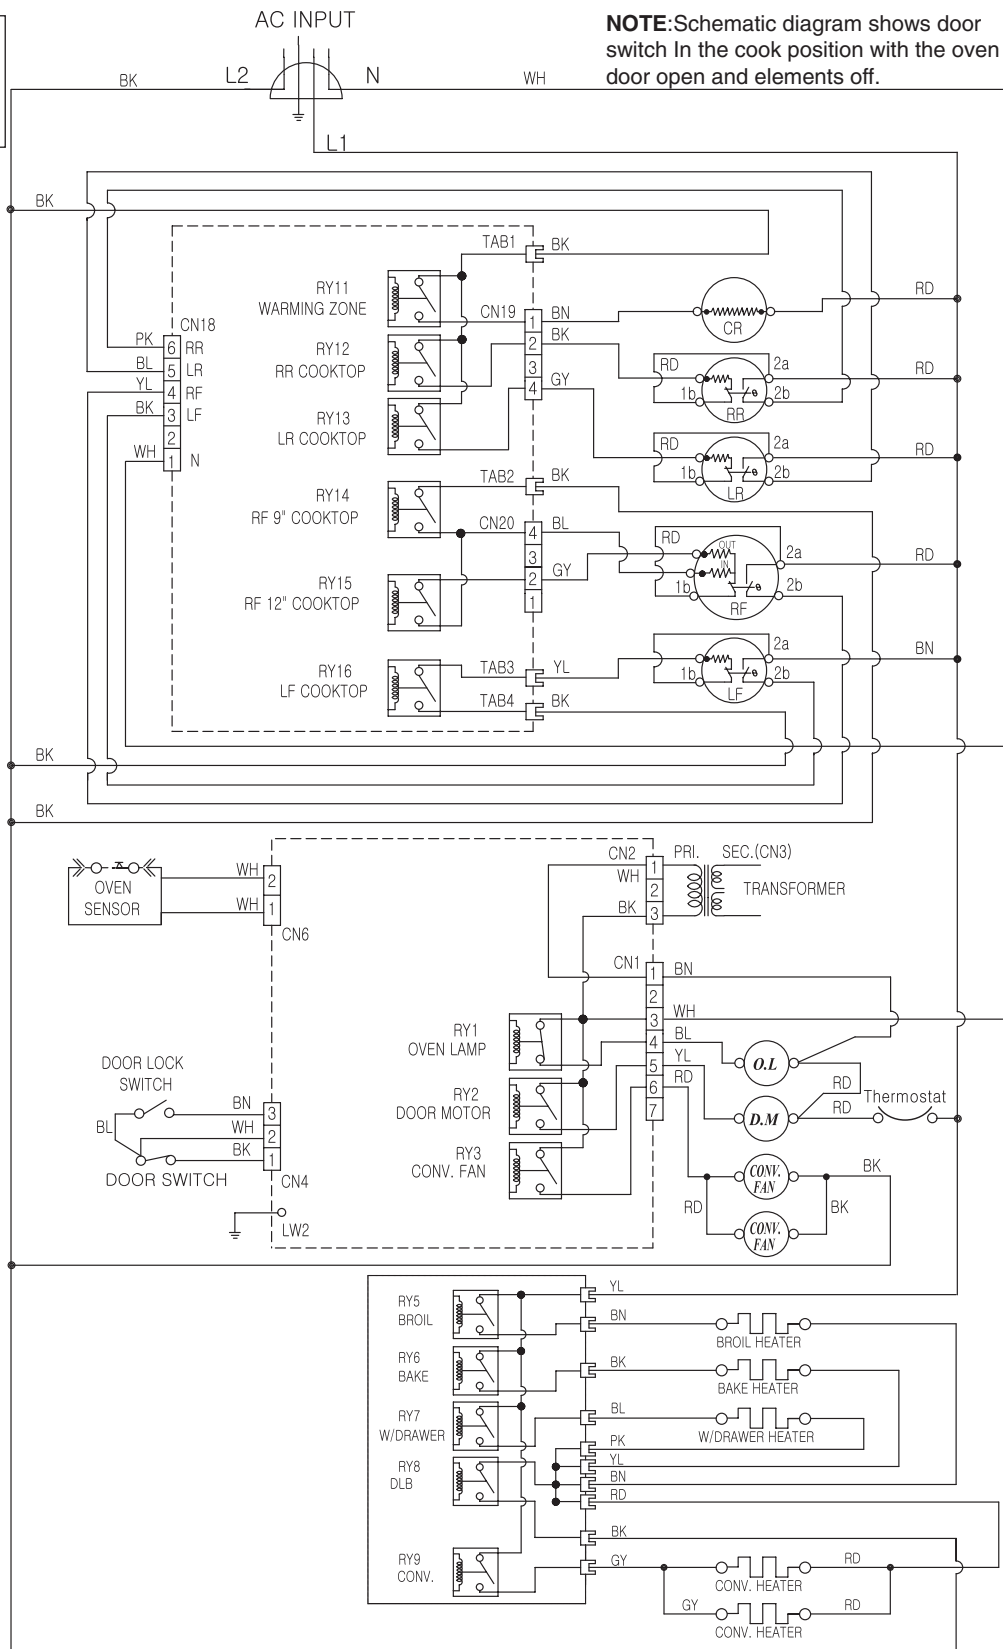 AC INPUT
NOTE:Schematic diagram shows door
switch In the cook position with the oven
door open and elements off.
L2
N
BK
WH
L1
BK
TAB1
BK
RY11
WARMING ZONE
CN19
1
BN
CR
RD
CN18
PK
6
RR
RY12
RR COOKTOP
2
BK
3
BL
5
LR
YL
4
RF
BK
3
LF
2
WH
1
N
4
GY
RD
2a
1b
2b
RR
RD
RY13
LR COOKTOP
RD
2a
1b
2b
LR
RD
TAB2
BK
RY14
RF 9" COOKTOP
CN20
4
BL
3
2
GY
1
RD
OUT
IN
2a
1b
2b
RF
RD
RY15
RF 12" COOKTOP
RY16
LF COOKTOP
TAB3
YL
2a
1b
2b
LF
BN
TAB4
BK
BK
BK
CN2
1
PRI.
SEC.(CN3)
WH
2
TRANSFORMER
BK
3
OVEN
SENSOR
WH
2
WH
1
CN6
CN1
1
BN
2
3
WH
4
BL
5
YL
6
RD
7
RY1
OVEN LAMP
O.L
RD
DOOR LOCK
SWITCH
BN
3
WH
2
BK
1
CN4
BL
DOOR SWITCH
RY2
DOOR MOTOR
D.M
RD
Thermostat
RY3
CONV. FAN
CONV.
FAN
BK
RD
BK
CONV.
FAN
LW2
RY5
BROIL
YL
BN
BROIL HEATER
RY6
BAKE
BK
BAKE HEATER
RY7
W/DRAWER
BL
W/DRAWER HEATER
PK
YL
BN
RD
RY8
DLB
BK
RY9
CONV.
GY
RD
CONV. HEATER
GY
RD
CONV. HEATER